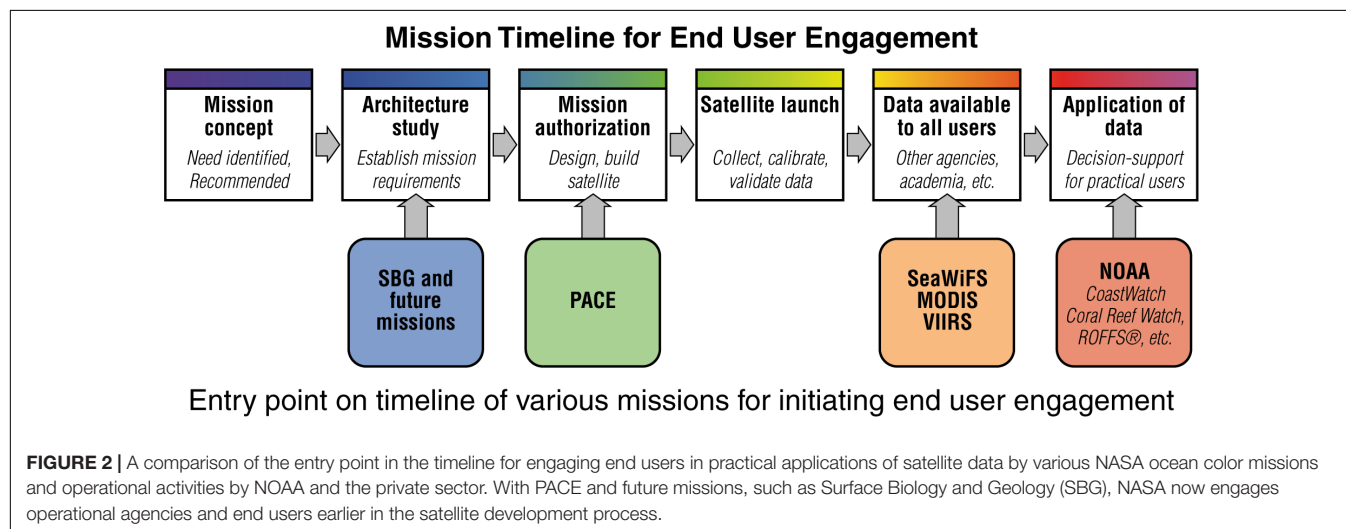 Mission Timeline for End User Engagement
Mission
concept
Need identified,
Recommended
Architecture
study
Establish mission
requirements
Mission
authorization
Design, build
satellite
Satellite launch
Collect, calibrate,
validate data
Data available
to all users
Other agencies,
academia, etc.
Application of
data
Decision-support
for practical users
SBG and
future
missions
PACE
SeaWiFS
MODIS
VIIRS
NOAA
CoastWatch
Coral Reef Watch,
ROFFS®, etc.
Entry point on timeline of various missions for initiating end user engagement
FIGURE 2 | A comparison of the entry point in the timeline for engaging end users in practical applications of satellite data by various NASA ocean color missions
and operational activities by NOAA and the private sector. With PACE and future missions, such as Surface Biology and Geology (SBG), NASA now engages
operational agencies and end users earlier in the satellite development process.